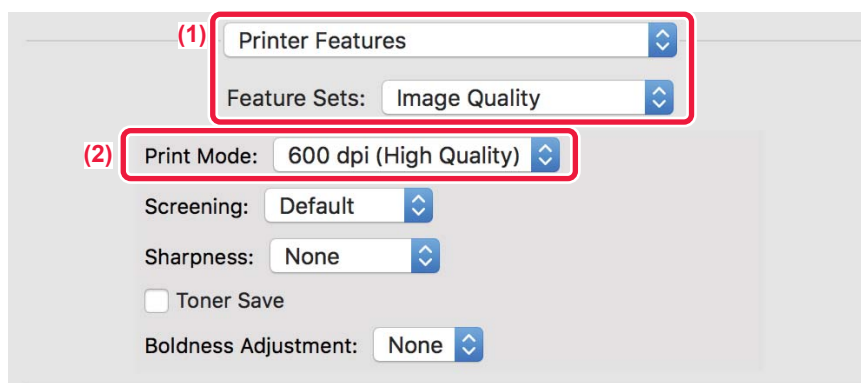 (1) Printer Features
Feature Sets: Image Quality
(2) Print Mode: 600 dpi (High Quality)
Screening: Default
Sharpness: None
Toner Save
Boldness Adjustment: None